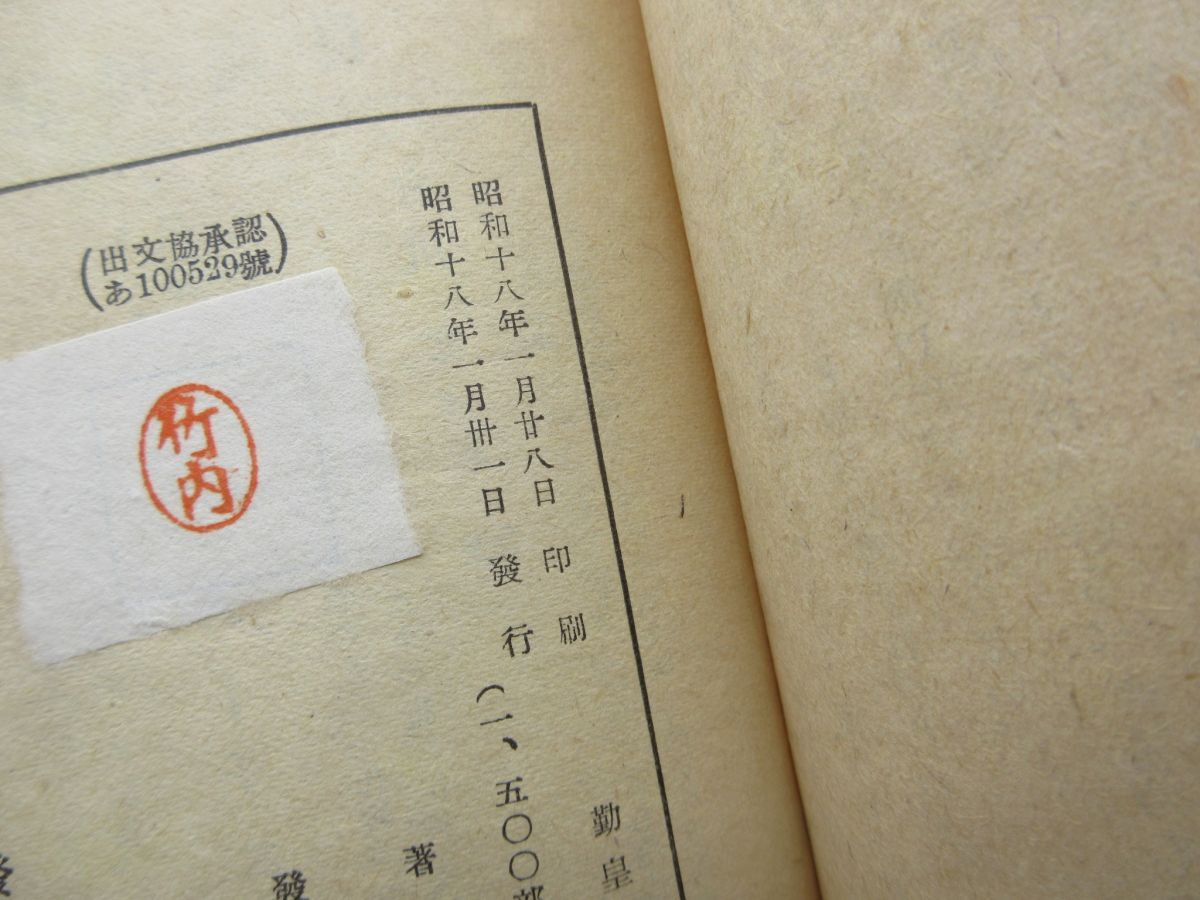 勤皇
昭和十八年一月廿八日 印刷
昭和十八年一月卅一日 發行(一、五〇〇部
著
發
(出文協承認
あ100529號)
竹内
發